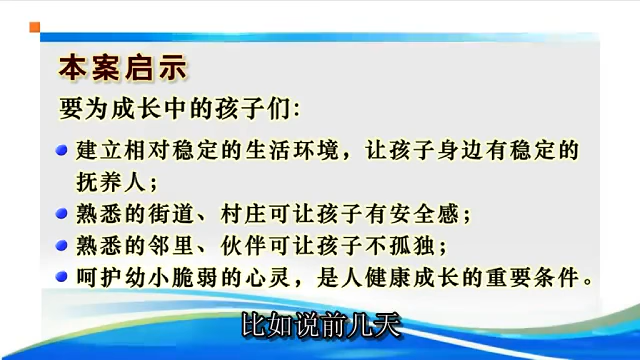 本案启示
要为成长中的孩子们：
建立相对稳定的生活环境，让孩子身边有稳定的
抚养人；
熟悉的街道、村庄可让孩子有安全感；
熟悉的邻里、伙伴可让孩子不孤独；
呵护幼小脆弱的心灵，是人健康成长的重要条件。
比如说前几天